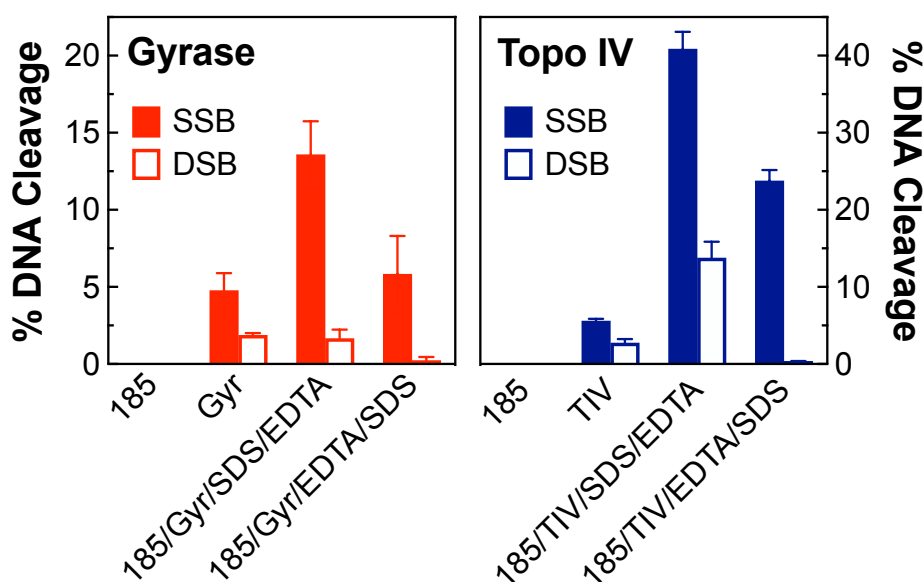 % DNA Cleavage
20
15
10
5
0
Gyrase
SSB
DSB
185
Gyr
185/Gyr/SDS/EDTA
185/Gyr/EDTA/SDS
Topo IV
SSB
DSB
185
TIV
185/TIV/SDS/EDTA
185/TIV/EDTA/SDS
40
30
20
10
0
% DNA Cleavage